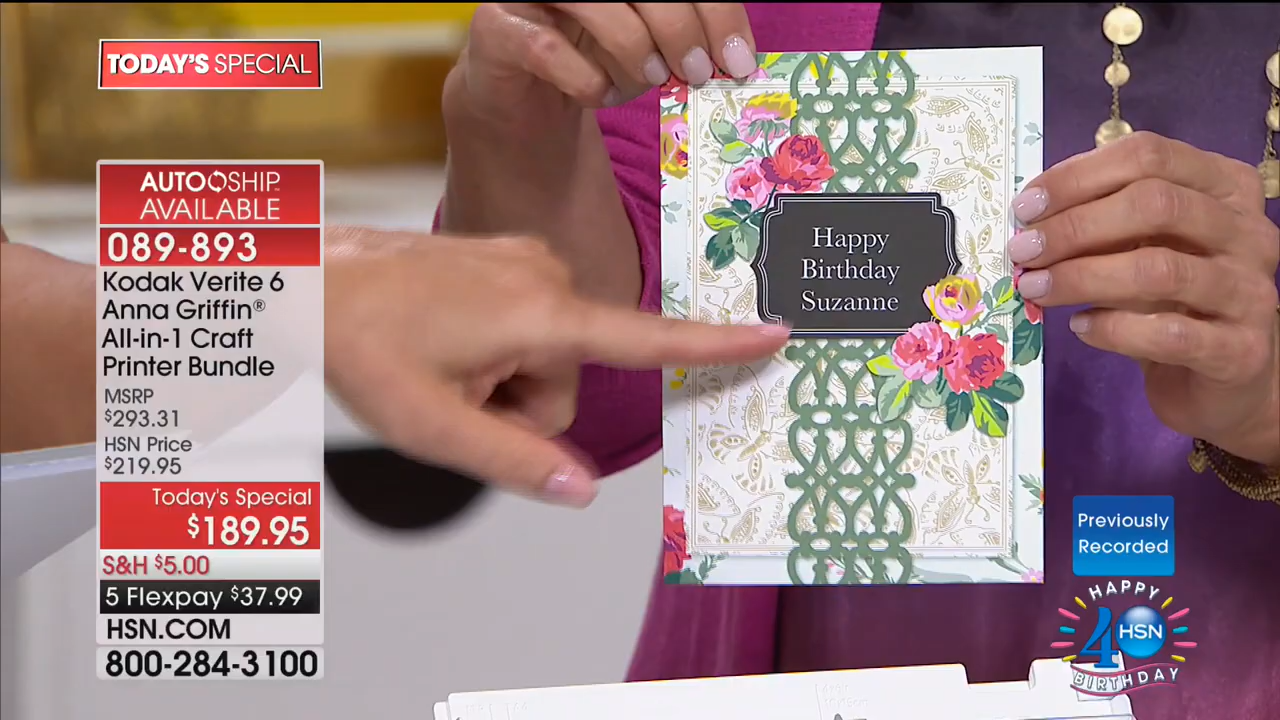 TODAY'S SPECIAL
AUTOSHIP
AVAILABLE
089-893
Kodak Verite 6
Anna Griffin®
All-in-1 Craft
Printer Bundle
MSRP
$293.31
HSN Price
$219.95
Today's Special
$189.95
S&H $5.00
5 Flexpay $37.99
HSN.COM
800-284-3100
Happy
Birthday
Suzanne
Previously
Recorded
HAPPY
40 HSN
BIRTHDAY